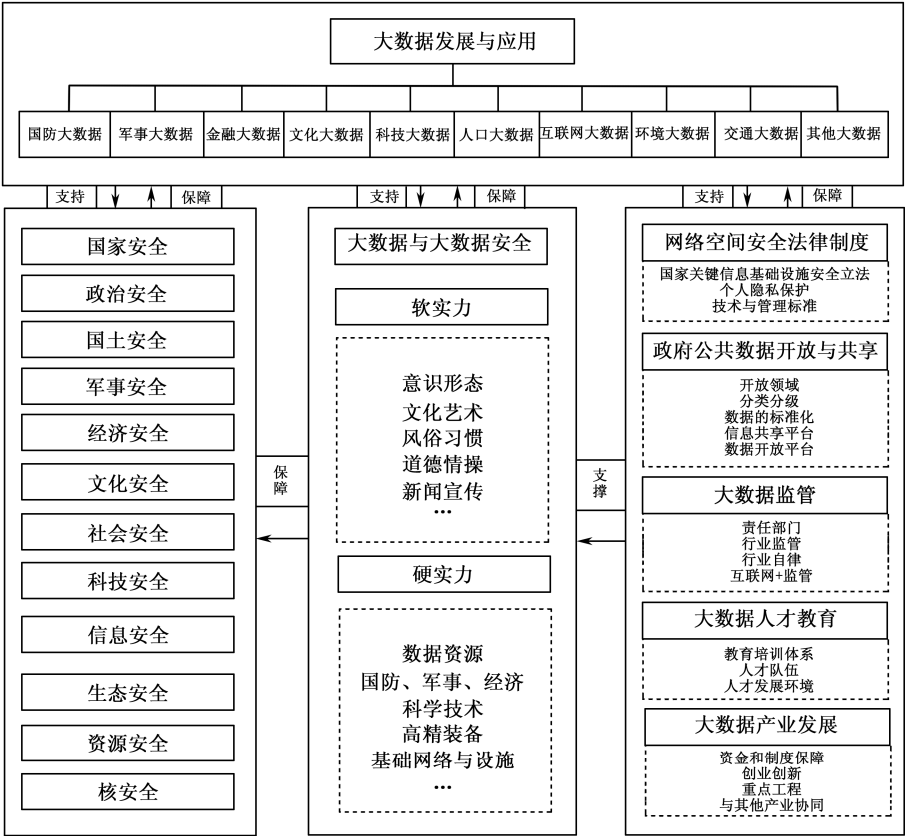 大数据发展与应用
国防大数据 军事大数据 金融大数据 文化大数据 科技大数据 人口大数据 互联网大数据 环境大数据 交通大数据 其他大数据
支持 保障 支持 保障 支持 保障
国家安全
政治安全
国土安全
军事安全
经济安全
文化安全
社会安全
科技安全
信息安全
生态安全
资源安全
核安全
保障
大数据与大数据安全
软实力
意识形态
文化艺术
风俗习惯
道德情操
新闻宣传
…
硬实力
数据资源
国防、军事、经济
科学技术
高精装备
基础网络与设施
…
支撑
网络空间安全法律制度
国家关键信息基础设施安全立法
个人隐私保护
技术与管理标准
政府公共数据开放与共享
开放领域
分类分级
数据的标准化
信息共享平台
数据开放平台
大数据监管
责任部门
行业监管
行业自律
互联网+监管
大数据人才教育
教育培训体系
人才队伍
人才发展环境
大数据产业发展
资金和制度保障
创业创新
重点工程
与其他产业协同